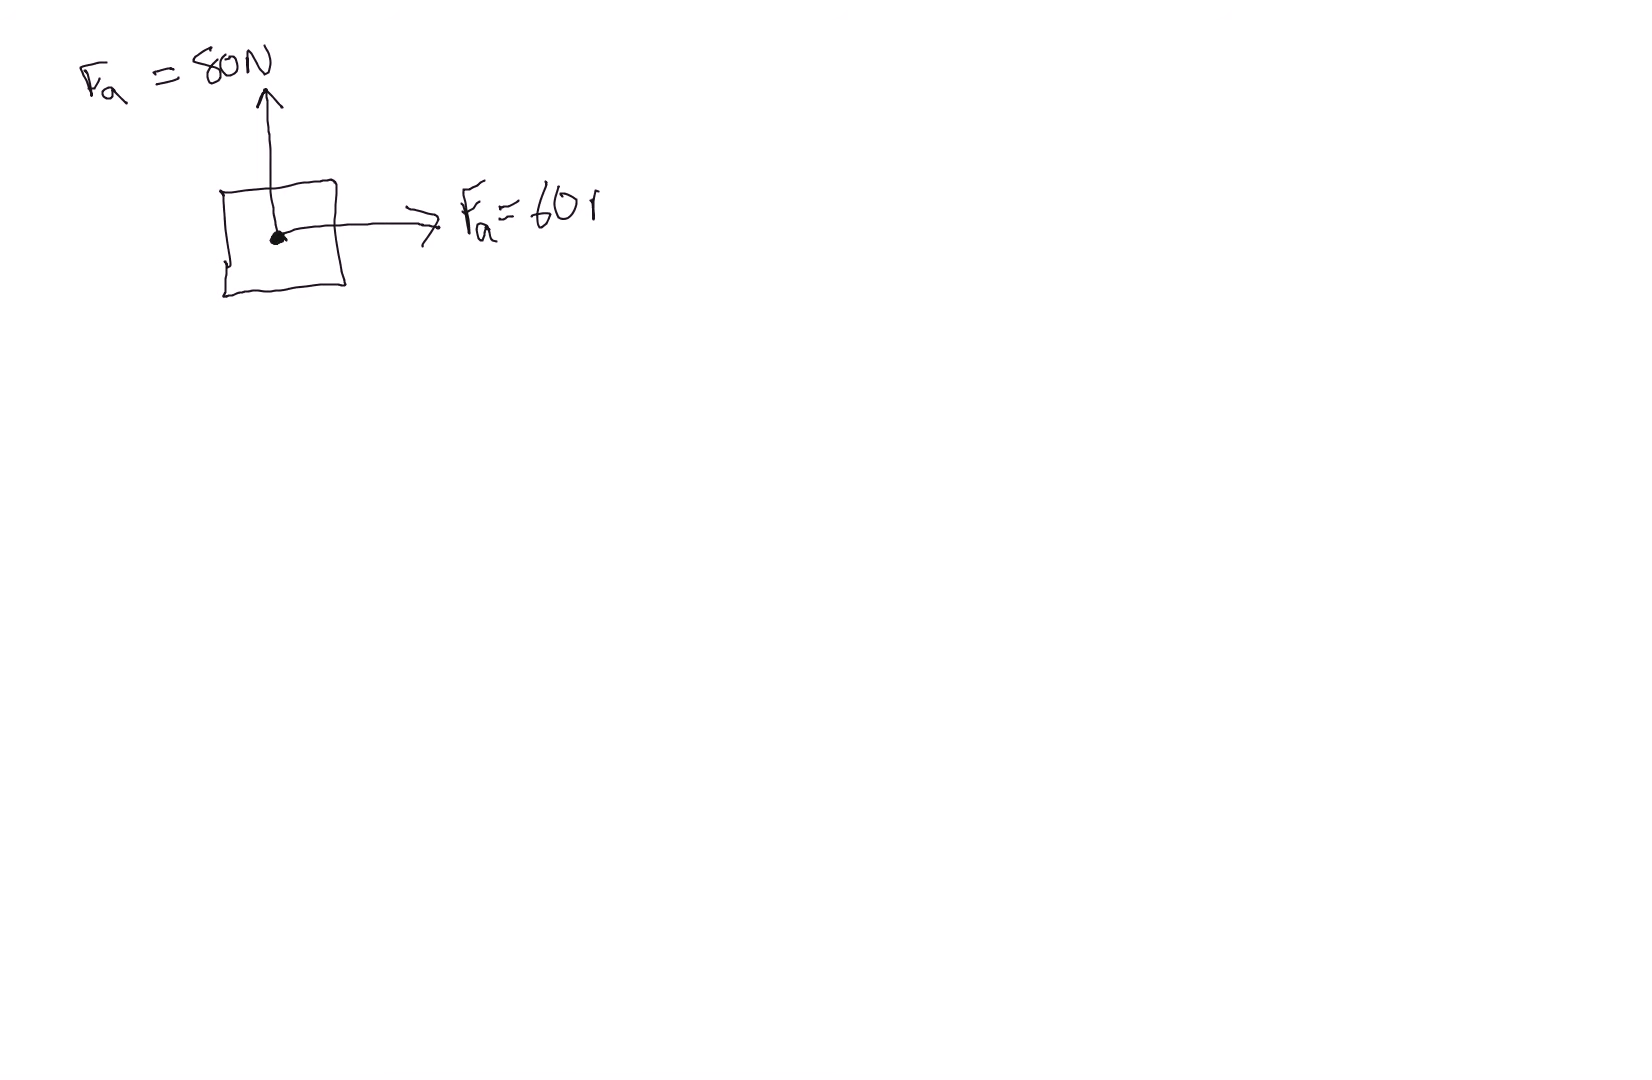 Fa = 80N
Fa = 60